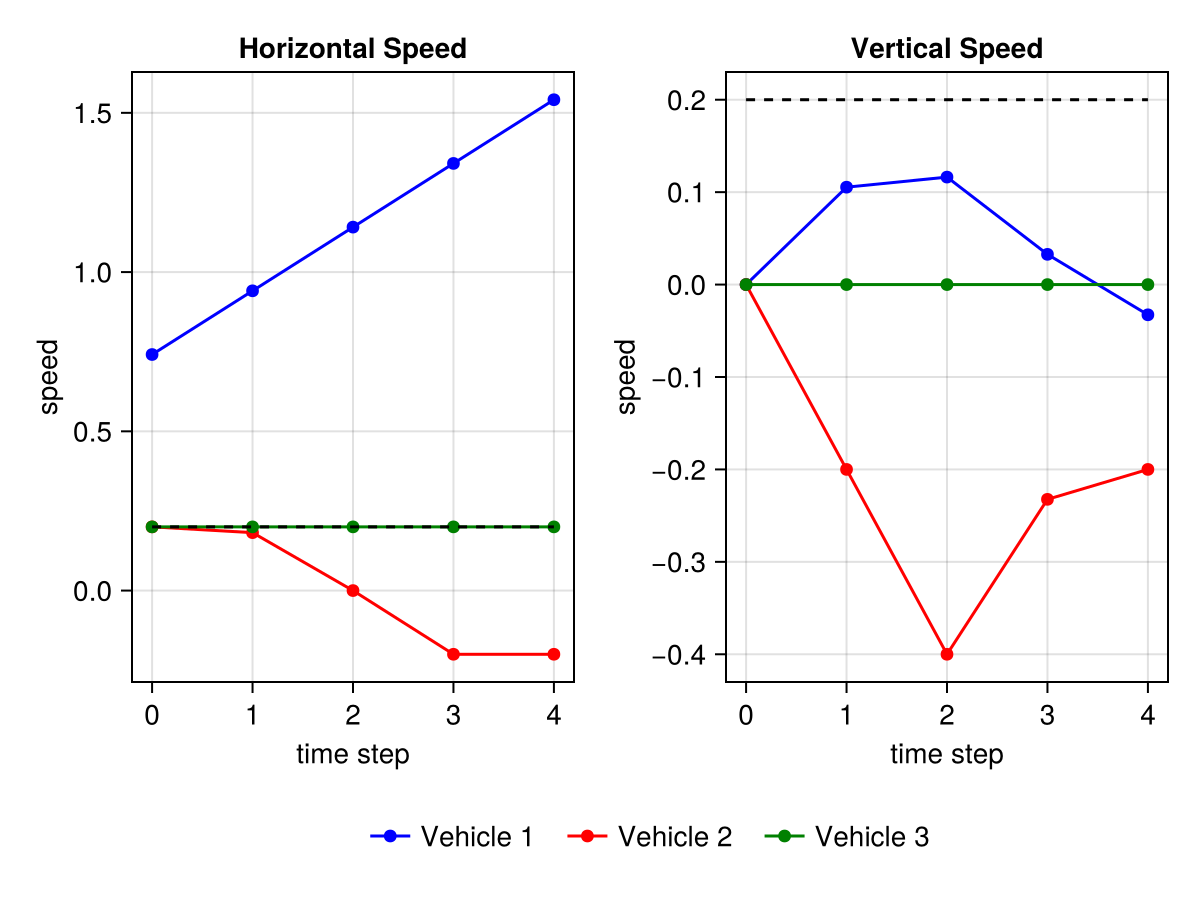 Horizontal Speed
1.5
1.0
0.5
0.0
speed
0 1 2 3 4
time step
Vertical Speed
0.2
0.1
0.0
−0.1
−0.2
−0.3
−0.4
speed
0 1 2 3 4
time step
Vehicle 1 Vehicle 2 Vehicle 3